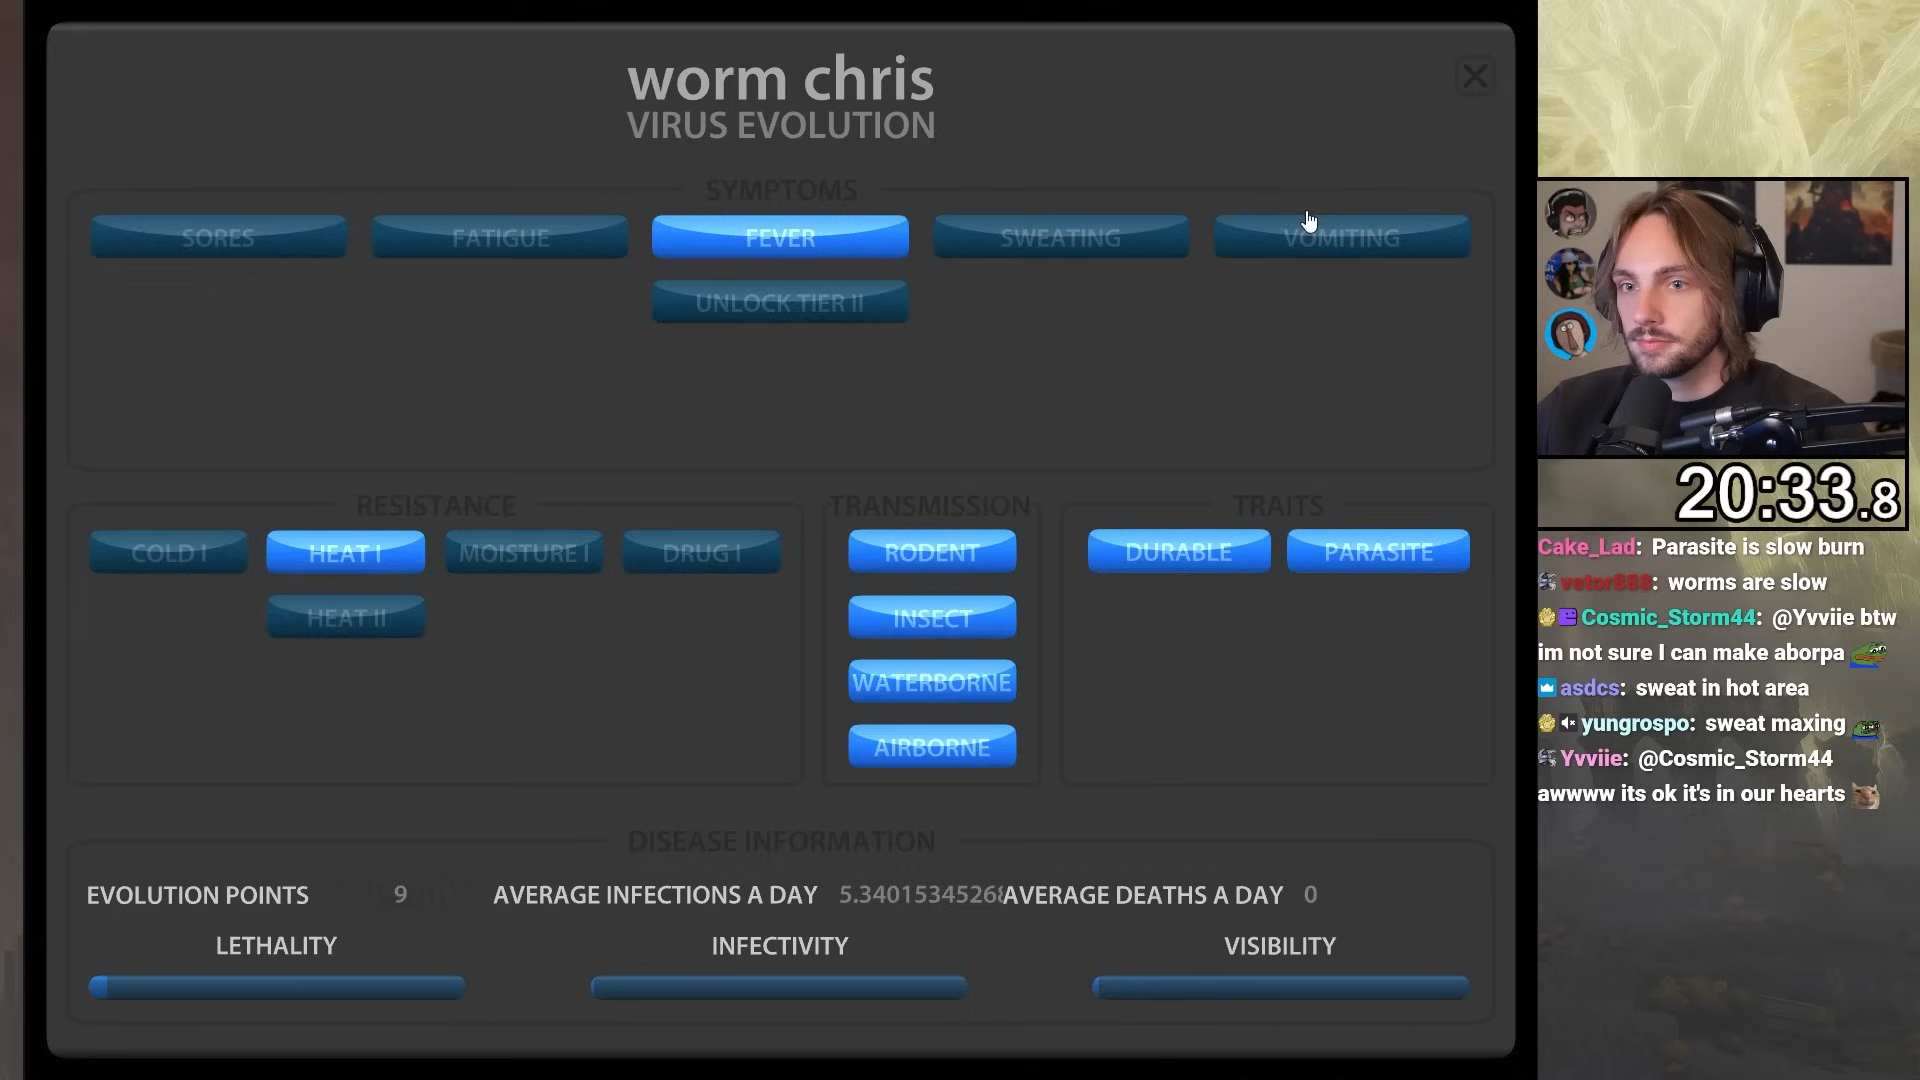 worm chris
VIRUS EVOLUTION
SYMPTOMS
SORES
FATIGUE
FEVER
SWEATING
VOMITING
UNLOCK TIER II
RESISTANCE
TRANSMISSION
TRAITS
COLD I
HEAT I
MOISTURE I
DRUG I
RODENT
DURABLE
PARASITE
HEAT II
INSECT
WATERBORNE
AIRBORNE
DISEASE INFORMATION
EVOLUTION POINTS 9
AVERAGE INFECTIONS A DAY 5.3401534526
AVERAGE DEATHS A DAY 0
LETHALITY
INFECTIVITY
VISIBILITY
20:33.8
Cake_Lad: Parasite is slow burn
vetor888: worms are slow
Cosmic_Storm44: @Yvviie btw
im not sure I can make aborpa
asdcs: sweat in hot area
yungrospo: sweat maxing
Yvviie: @Cosmic_Storm44
awwww its ok it's in our hearts